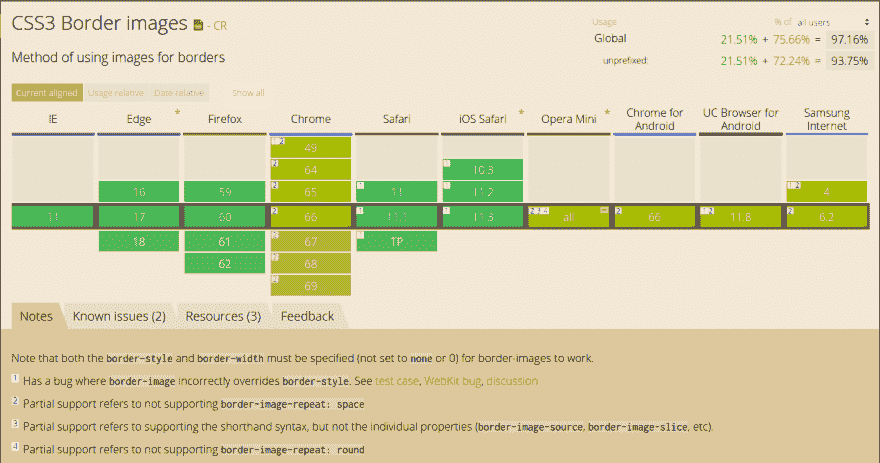 CSS3 Border images - CR
Usage % of all users
Global 21.51% + 75.66% = 97.16%
unprefixed: 21.51% + 72.24% = 93.75%
Method of using images for borders
Current aligned Usage relative Date relative Show all
IE Edge * Firefox Chrome Safari iOS Safari * Opera Mini * Chrome for Android UC Browser for Android Samsung Internet
1 2 49
2 64 1 10.3
16 59 2 65 1 11 1 11.2 1 2 4
11 17 60 2 66 1 11.1 1 11.3 2 3 4 all 2 66 1 2 11.8 2 6.2
18 61 2 67 1 TP
62 2 68
2 69
Notes Known issues (2) Resources (3) Feedback
Note that both the border-style and border-width must be specified (not set to none or 0) for border-images to work.
1 Has a bug where border-image incorrectly overrides border-style. See test case, WebKit bug, discussion
2 Partial support refers to not supporting border-image-repeat: space
3 Partial support refers to supporting the shorthand syntax, but not the individual properties (border-image-source, border-image-slice, etc).
4 Partial support refers to not supporting border-image-repeat: round